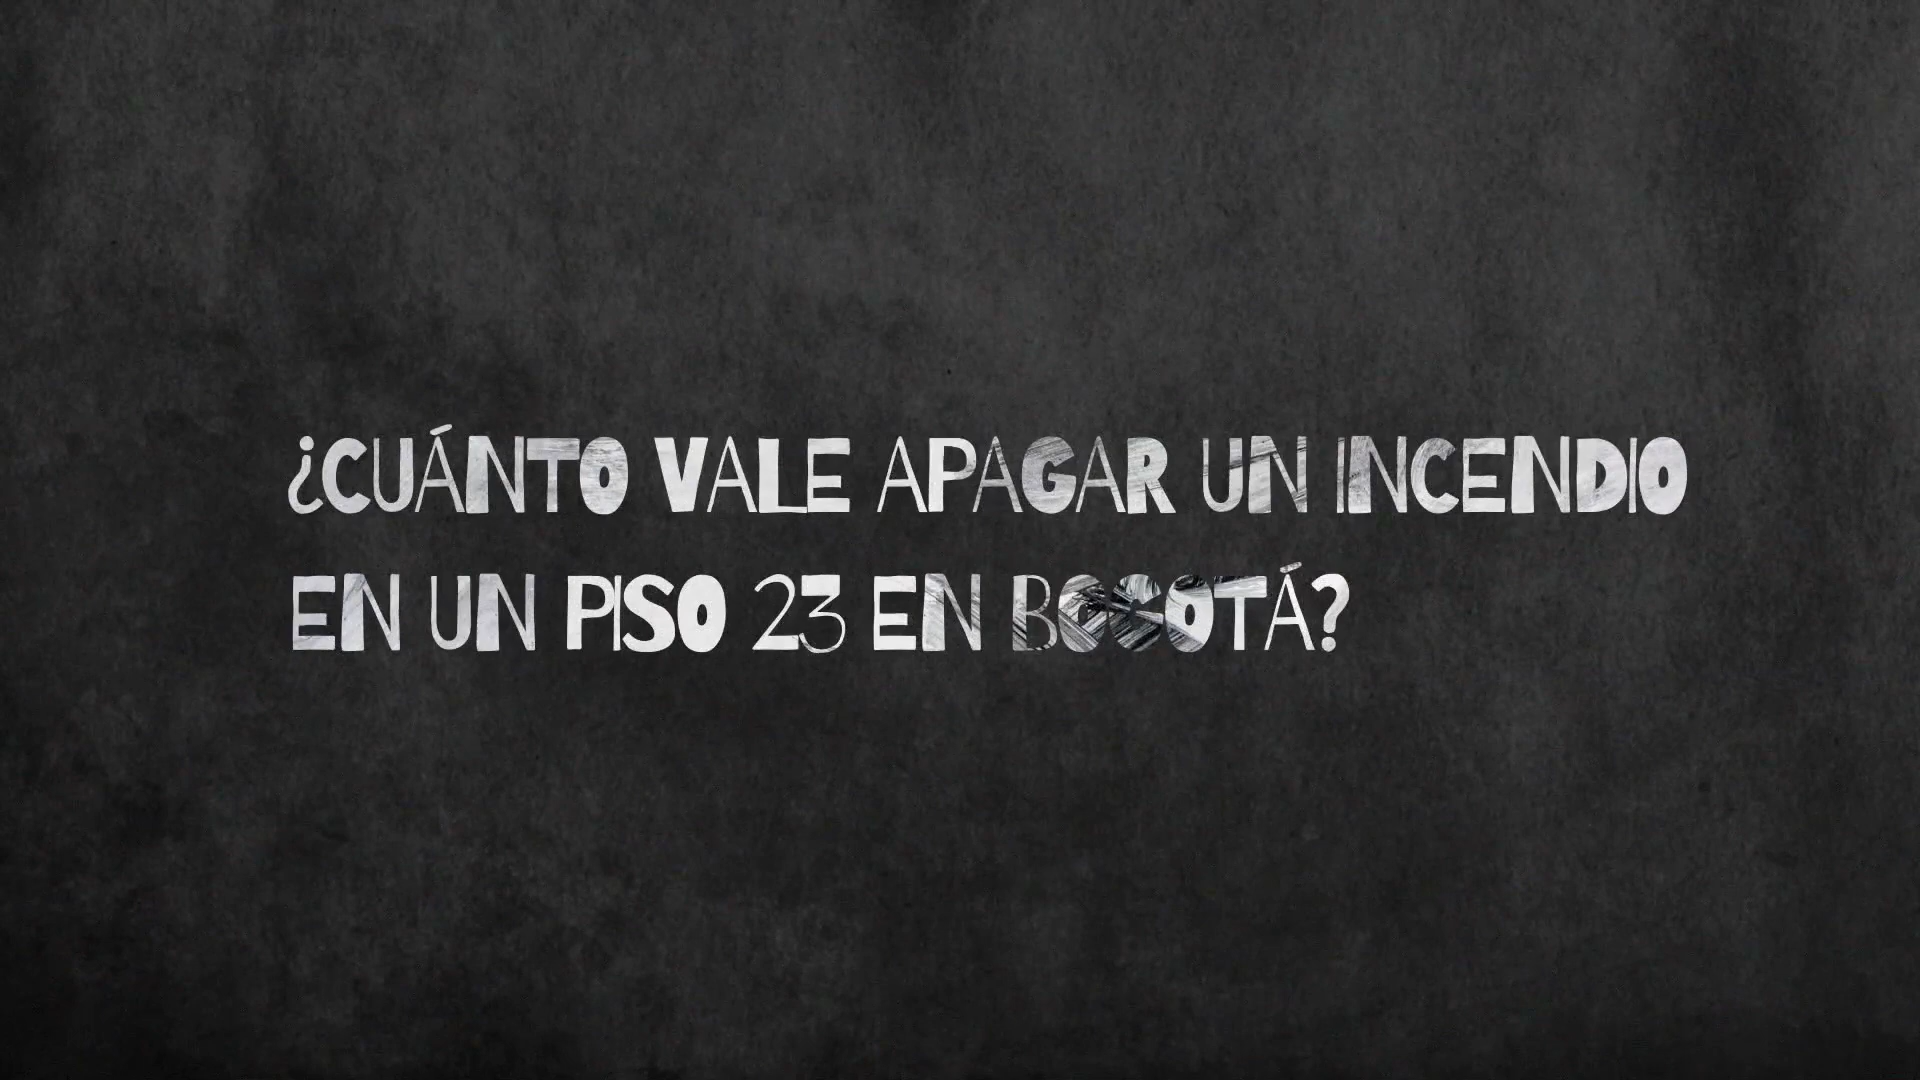 ¿CUÁNTO VALE APAGAR UN INCENDIO
EN UN PISO 23 EN BOGOTÁ?